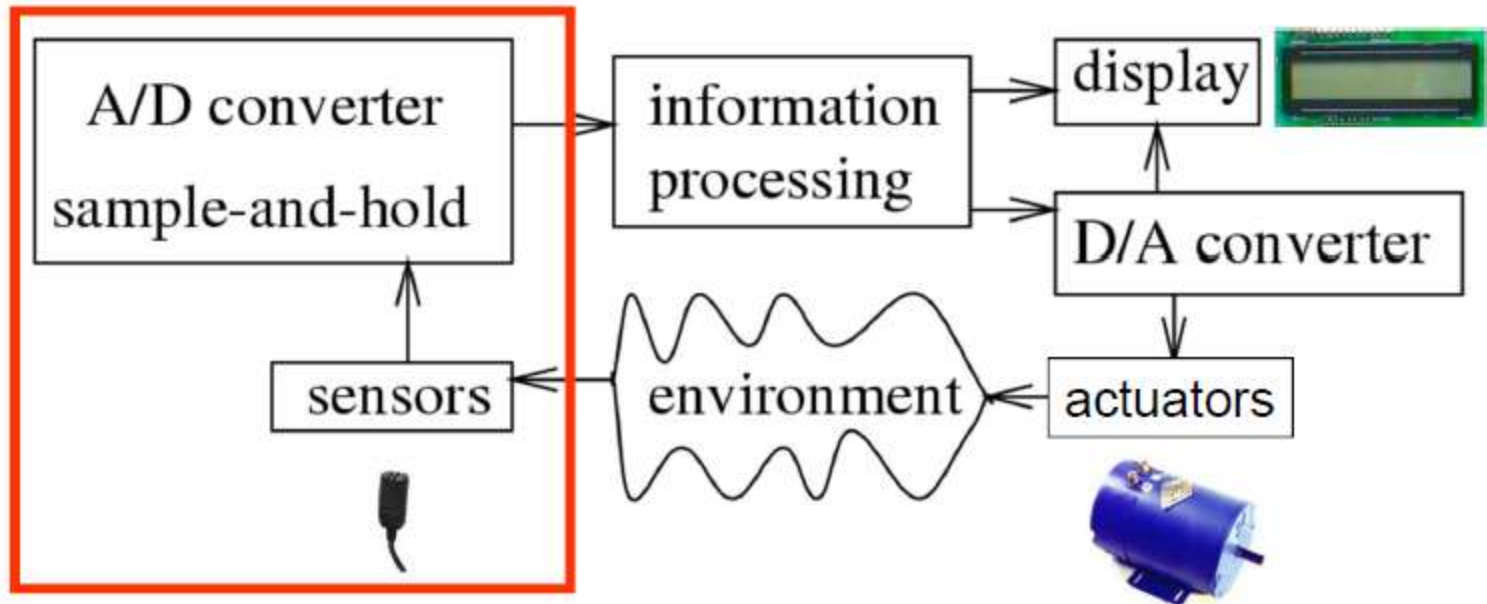 A/D converter
sample-and-hold
information
processing
display
D/A converter
sensors
environment
actuators